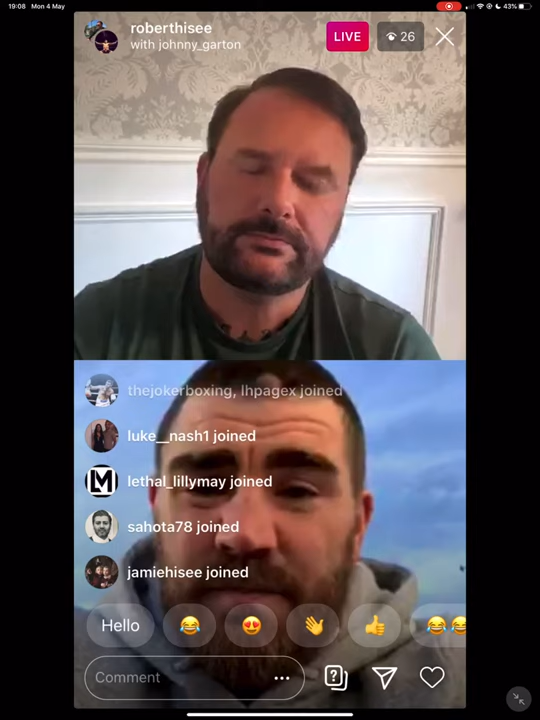 19:08 Mon 4 May
43%
roberthisee
with johnny_garton
LIVE
26
thejokerboxing, lhpagex joined
luke__nash1 joined
LM
lethal_lillymay joined
sahota78 joined
jamiehisee joined
Hello
Comment